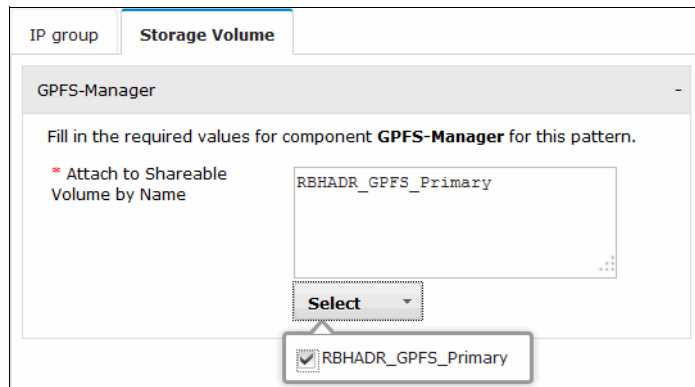 IP group
Storage Volume
GPFS-Manager
-
Fill in the required values for component GPFS-Manager for this pattern.
* Attach to Shareable
Volume by Name
RBHADR_GPFS_Primary
Select
RBHADR_GPFS_Primary